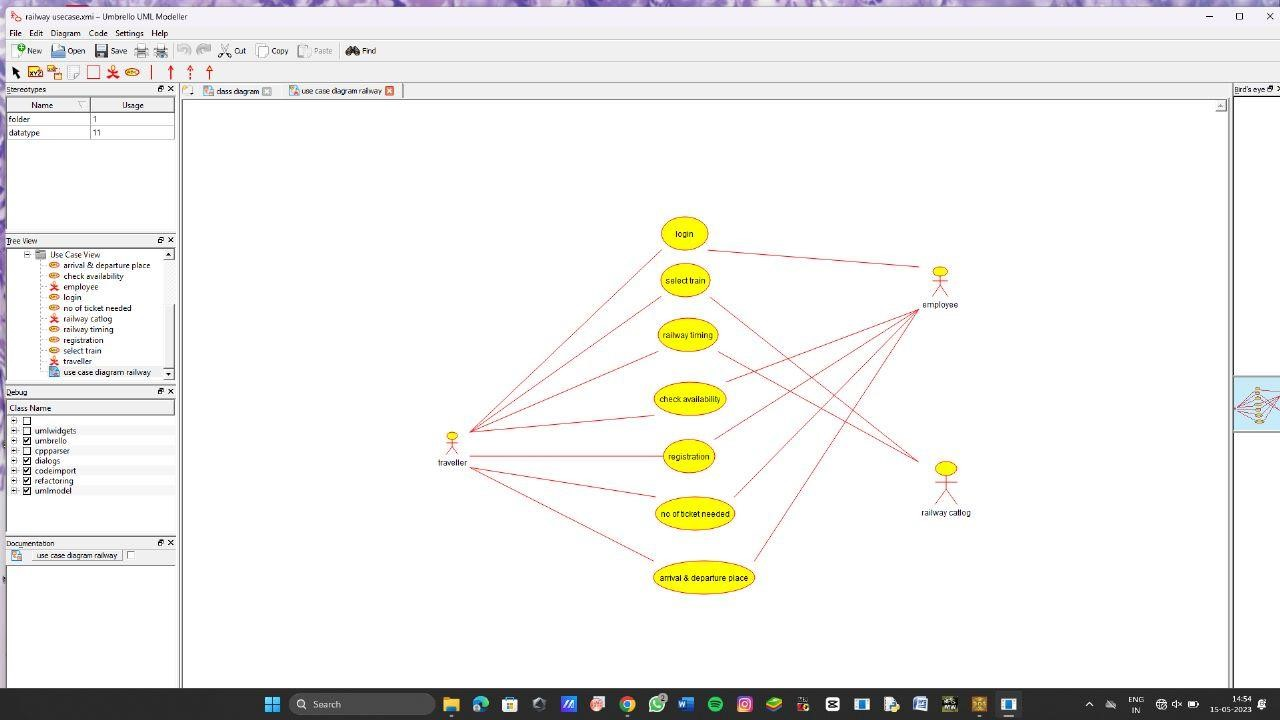 railway usecase.xmi – Umbrello UML Modeller
File Edit Diagram Code Settings Help
New Open Save Cut Copy Paste Find
XYZ
Stereotypes
class diagram use case diagram railway
Bird's eye
Name Usage
folder 1
datatype 11
Tree View
Use Case View
arrival & departure place
check availability
employee
login
no of ticket needed
railway catlog
railway timing
registration
select train
traveller
use case diagram railway
Debug
Class Name
umlwidgets
umbrello
cppparser
dialogs
codeimport
refactoring
umlmodel
Documentation
use case diagram railway
login
select train
railway timing
check availability
registration
no of ticket needed
arrival & departure place
traveller
employee
railway catlog
Search
2
ENG
IN
14:54
15-05-2023